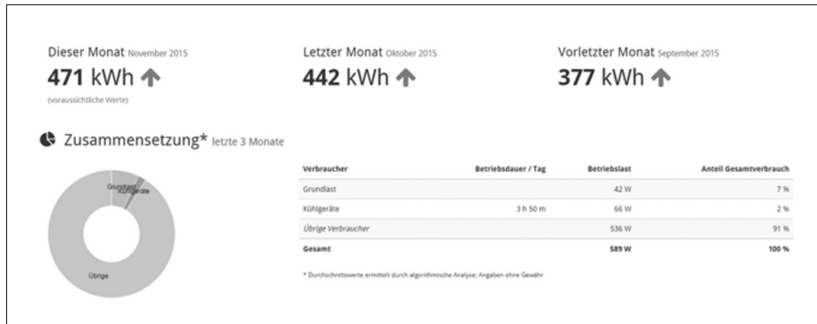 Dieser Monat November 2015
471 kWh
(voraussichtliche Werte)
Letzter Monat Oktober 2015
442 kWh
Vorletzter Monat September 2015
377 kWh
Zusammensetzung* letzte 3 Monate
Grundlast
Kühlgeräte
Übrige
Verbraucher Betriebsdauer / Tag Betriebslast Anteil Gesamtverbrauch
Grundlast 42 W 7 %
Kühlgeräte 3 h 50 m 66 W 2 %
Übrige Verbraucher 536 W 91 %
Gesamt 589 W 100 %
* Durchschnittswerte ermittelt durch algorithmische Analyse; Angaben ohne Gewähr